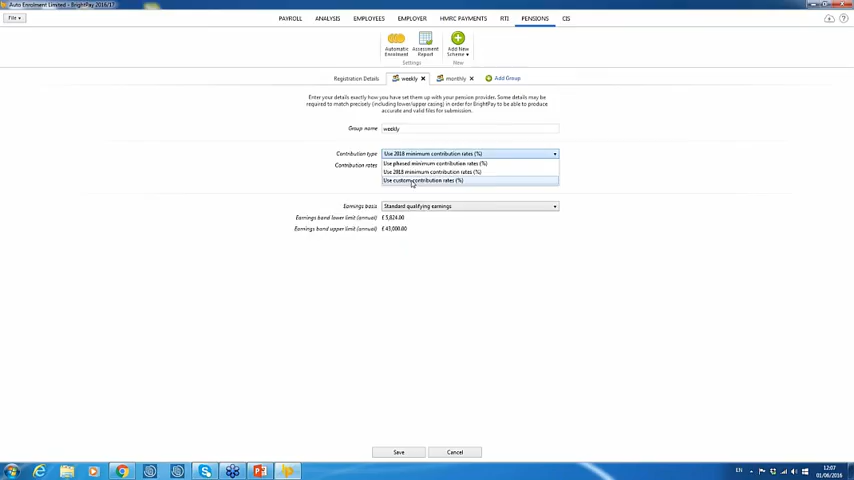 Auto Enrolment Limited - BrightPay 2016/17
File
PAYROLL ANALYSIS EMPLOYEES EMPLOYER HMRC PAYMENTS RTI PENSIONS CIS
Automatic Enrolment
Assessment Report
Add New Scheme
Settings
New
Registration Details weekly monthly Add Group
Enter your details exactly how you have set them up with your pension provider. Some details may be
required to match precisely (including lower/upper casing) in order for BrightPay to be able to produce
accurate and valid files for submission.
Group name weekly
Contribution type Use 2018 minimum contribution rates (%)
Contribution rates
Use phased minimum contribution rates (%)
Use 2018 minimum contribution rates (%)
Use custom contribution rates (%)
Earnings basis Standard qualifying earnings
Earnings band lower limit (annual) £ 5,824.00
Earnings band upper limit (annual) £ 43,000.00
Save Cancel
EN 12:07
01/06/2016